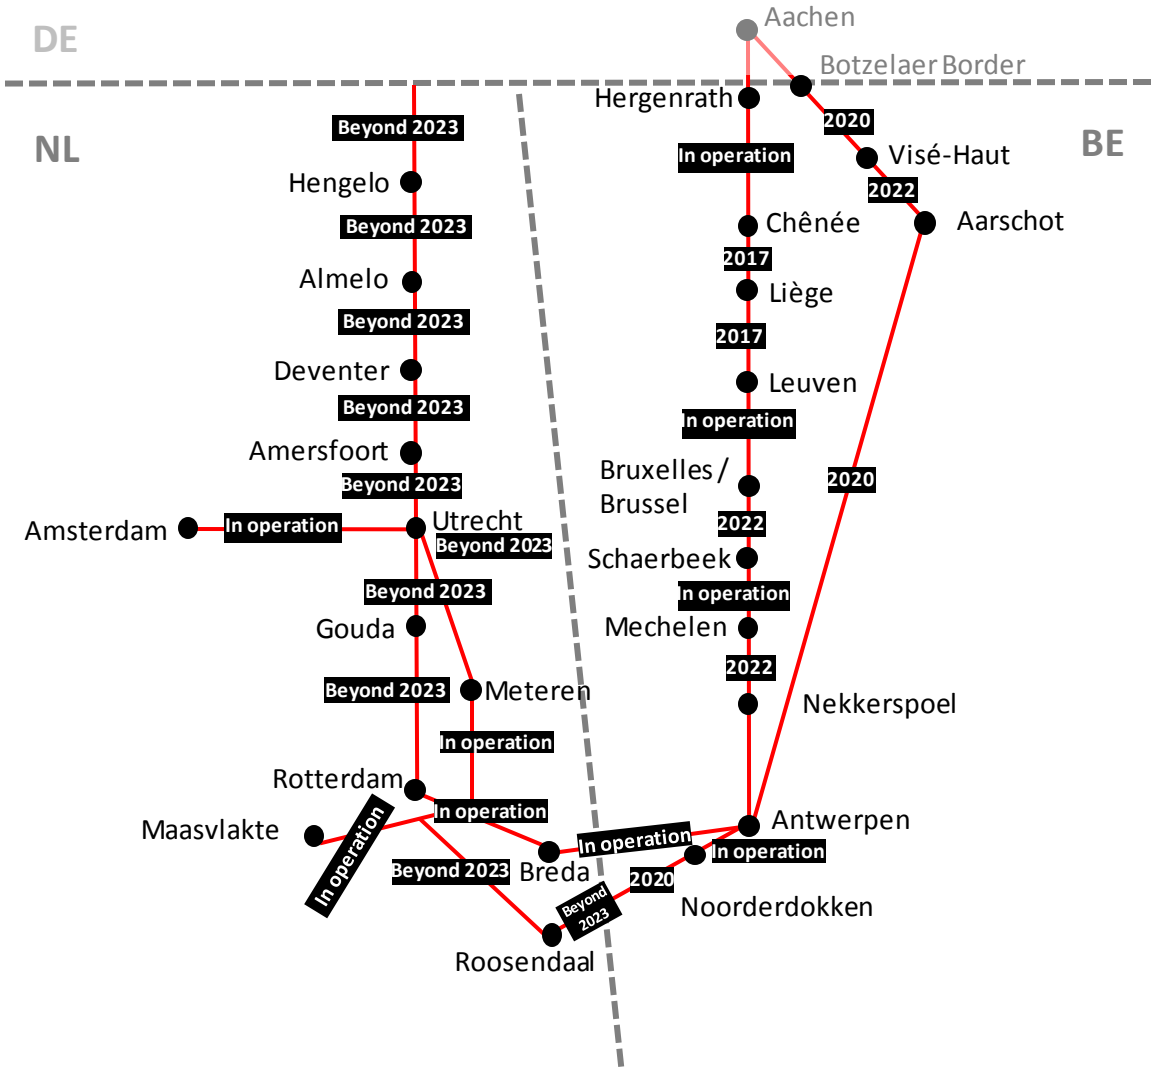 Aachen
DE
Botzelaer Border
Hergenrath
Beyond 2023
2020
NL
BE
In operation
Visé-Haut
Hengelo
2022
Beyond 2023
Chênée
Aarschot
2017
Almelo
Liège
Beyond 2023
2017
Deventer
Leuven
Beyond 2023
In operation
Amersfoort
Bruxelles/
Brussel
Beyond 2023
2020
Amsterdam
In operation
Utrecht
2022
Beyond 2023
Schaerbeek
Beyond 2023
In operation
Gouda
Mechelen
2022
Beyond 2023
Meteren
Nekkerspoel
In operation
Rotterdam
In operation
Maasvlakte
Antwerpen
In operation
In operation
In operation
Beyond 2023
Breda
2020
Beyond
2023
Noorderdokken
Roosendaal